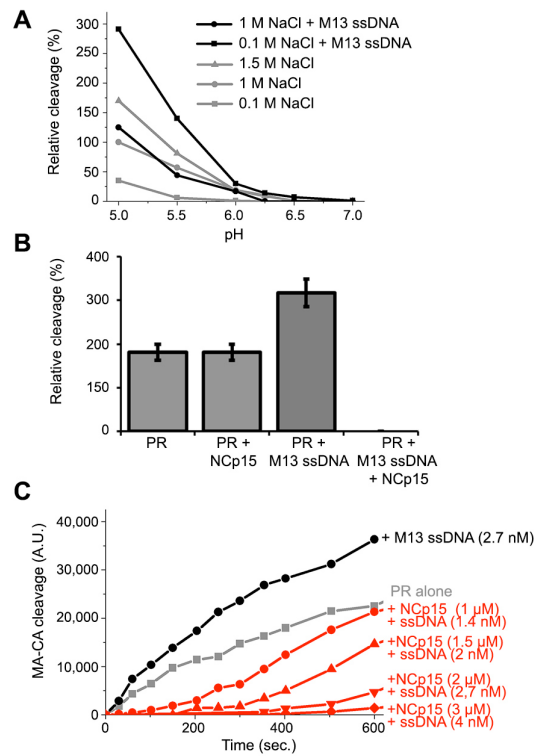 A
300
250
200
150
100
50
0
Relative cleavage (%)
5.0 5.5 6.0 6.5 7.0
pH
1 M NaCl + M13 ssDNA
0.1 M NaCl + M13 ssDNA
1.5 M NaCl
1 M NaCl
0.1 M NaCl
B
400
300
200
150
0
Relative cleavage (%)
PR
PR +
NCp15
PR +
M13 ssDNA
PR +
M13 ssDNA
+ NCp15
C
40,000
30,000
20,000
10,000
0
MA-CA cleavage (A.U.)
0 200 400 600
Time (sec.)
+ M13 ssDNA (2.7 nM)
PR alone
+ NCp15 (1 µM)
+ ssDNA (1.4 nM)
+NCp15 (1.5 µM)
+ ssDNA (2 nM)
+NCp15 (2 µM)
+ ssDNA (2,7 nM)
+NCp15 (3 µM)
+ ssDNA (4 nM)